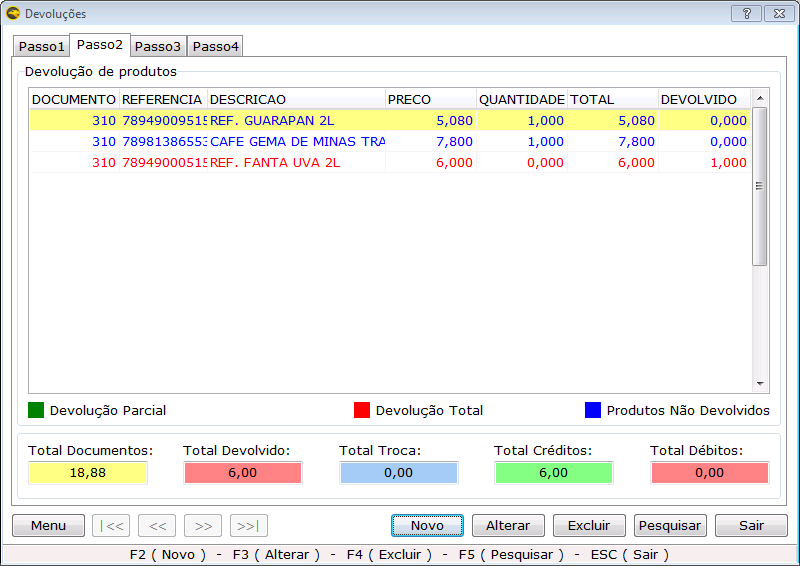 Devoluções
Passo1 Passo2 Passo3 Passo4
Devolução de produtos
DOCUMENTO REFERENCIA DESCRICAO PRECO QUANTIDADE TOTAL DEVOLVIDO
310 78949009515 REF. GUARAPAN 2L 5,080 1,000 5,080 0,000
310 78981386553 CAFE GEMA DE MINAS TRA 7,800 1,000 7,800 0,000
310 78949000515 REF. FANTA UVA 2L 6,000 0,000 6,000 1,000
Devolução Parcial Devolução Total Produtos Não Devolvidos
Total Documentos: Total Devolvido: Total Troca: Total Créditos: Total Débitos:
18,88 6,00 0,00 6,00 0,00
Menu |<< << >> >>| Novo Alterar Excluir Pesquisar Sair
F2 ( Novo ) - F3 ( Alterar ) - F4 ( Excluir ) - F5 ( Pesquisar ) - ESC ( Sair )